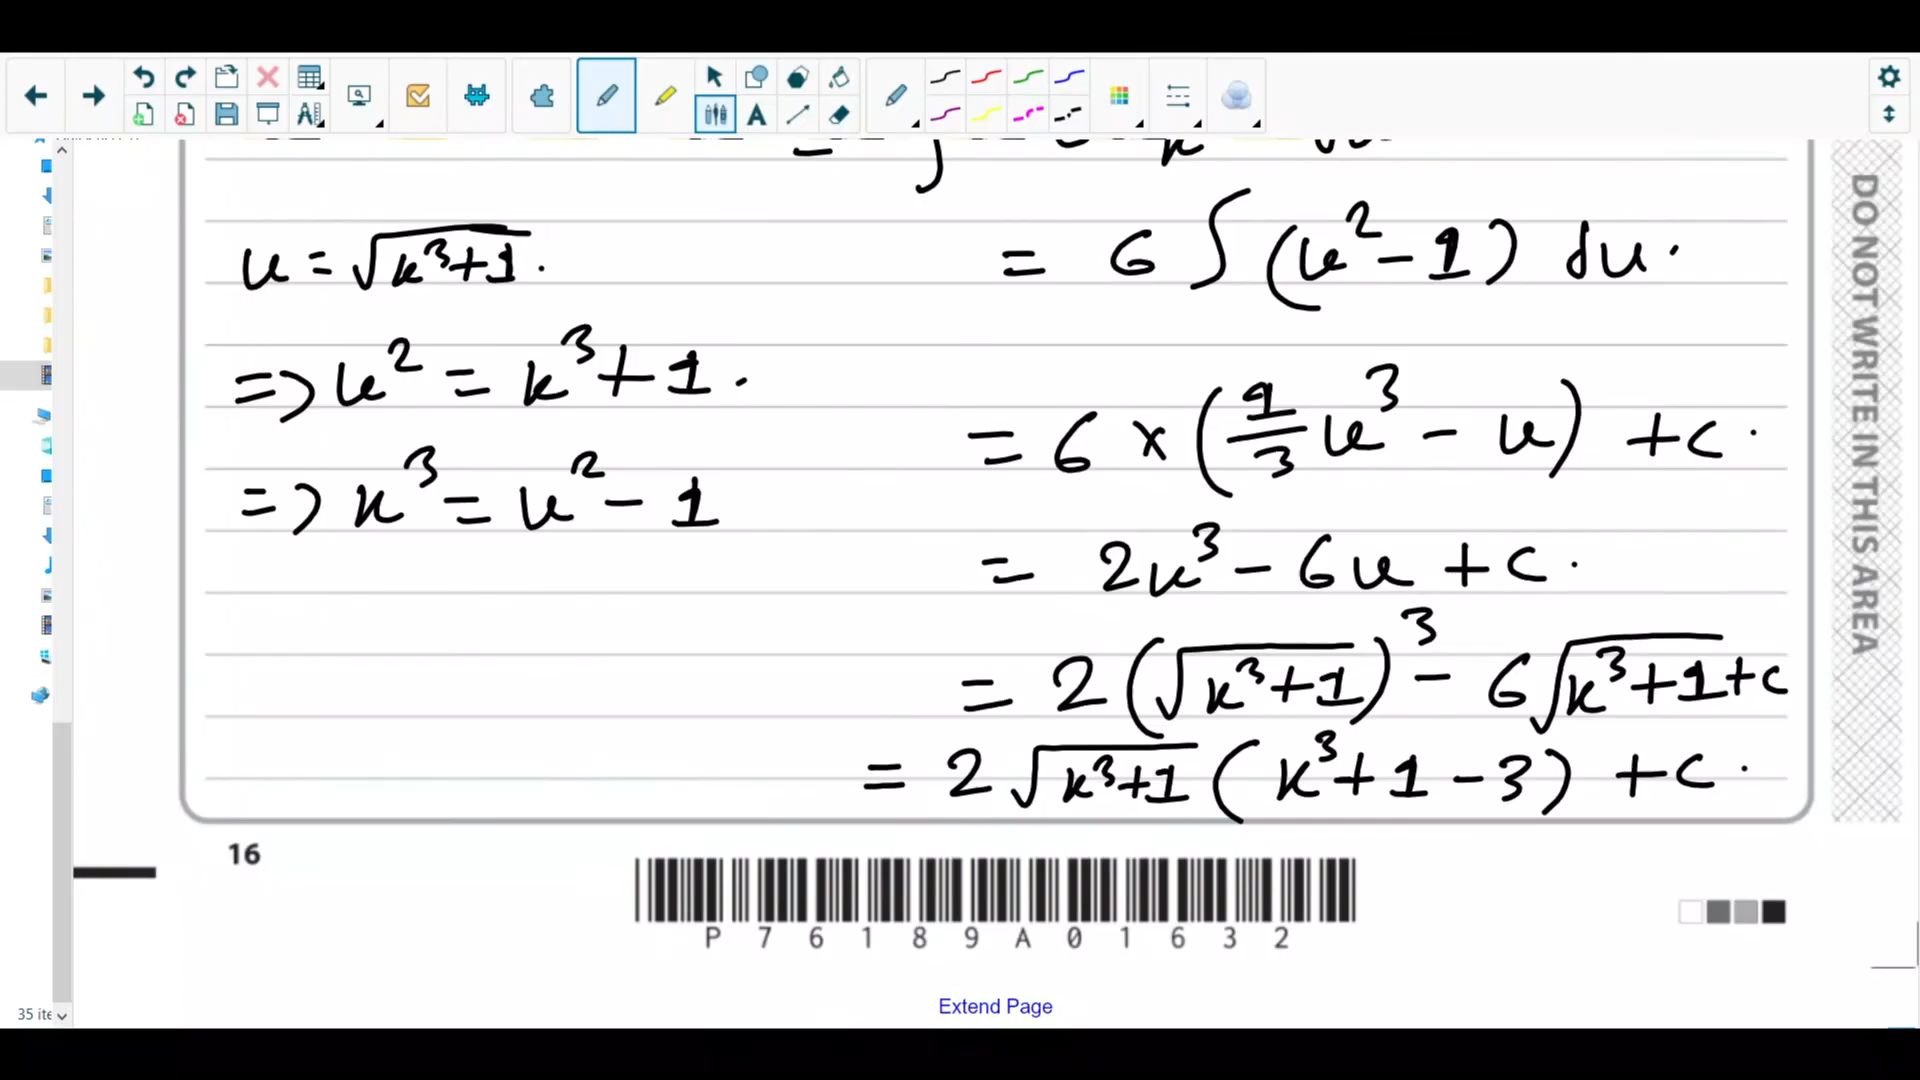 u = √(x³+1).
=> u² = x³ + 1.
=> x³ = u² - 1
= 6 ∫ (u² - 1) du.
= 6 × (1/3 u³ - u) + c.
= 2u³ - 6u + c.
= 2(√(x³+1))³ - 6√(x³+1) + c
= 2√(x³+1) (x³ + 1 - 3) + c.
DO NOT WRITE IN THIS AREA
16
P 7 6 1 8 9 A 0 1 6 3 2
Extend Page
35 ite